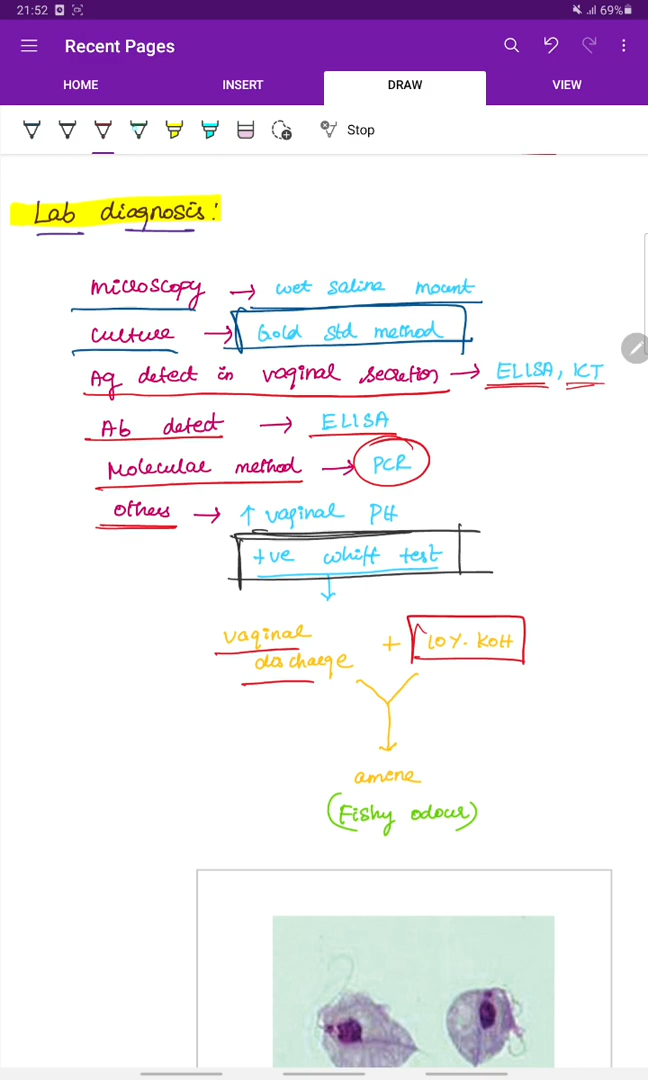 21:52 69%
Recent Pages
HOME INSERT DRAW VIEW
Stop
Lab diagnosis:
Microscopy → wet saline mount
culture → Gold std method
Ag detect in vaginal secretion → ELISA, ICT
Ab detect → ELISA
Molecular method → PCR
others → ↑ vaginal PH
+ve whiff test
↓
vaginal discharge + 10%. KOH
amene
(Fishy odour)